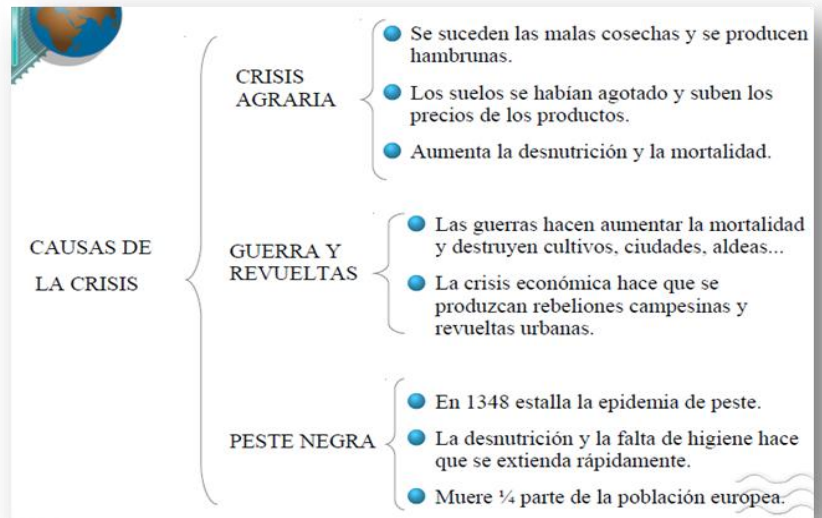 Se suceden las malas cosechas y se producen
hambrunas.
CRISIS
AGRARIA
Los suelos se habían agotado y suben los
precios de los productos.
Aumenta la desnutrición y la mortalidad.
CAUSAS DE
LA CRISIS
GUERRA Y
REVUELTAS
Las guerras hacen aumentar la mortalidad
y destruyen cultivos, ciudades, aldeas...
La crisis económica hace que se
produzcan rebeliones campesinas y
revueltas urbanas.
PESTE NEGRA
En 1348 estalla la epidemia de peste.
La desnutrición y la falta de higiene hace
que se extienda rápidamente.
Muere ¼ parte de la población europea.